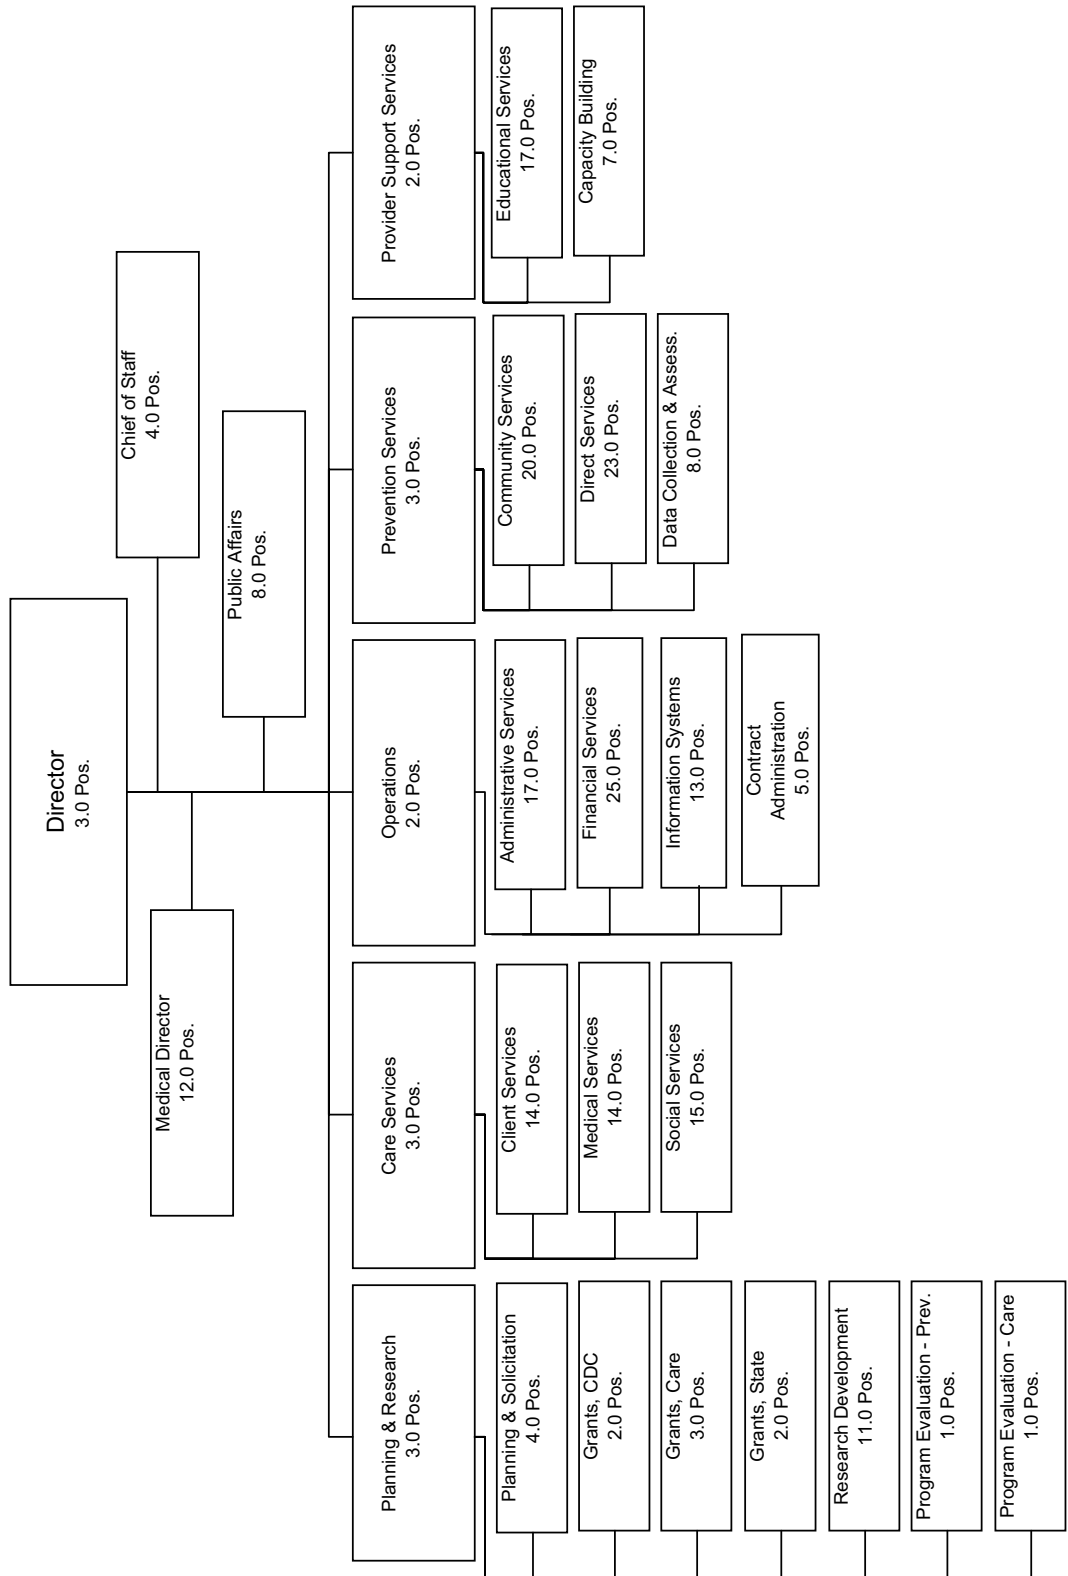 Director
3.0 Pos.
Chief of Staff
4.0 Pos.
Medical Director
12.0 Pos.
Public Affairs
8.0 Pos.
Planning & Research
3.0 Pos.
Planning & Solicitation
4.0 Pos.
Grants, CDC
2.0 Pos.
Grants, Care
3.0 Pos.
Grants, State
2.0 Pos.
Research Development
11.0 Pos.
Program Evaluation - Prev.
1.0 Pos.
Program Evaluation - Care
1.0 Pos.
Care Services
3.0 Pos.
Client Services
14.0 Pos.
Medical Services
14.0 Pos.
Social Services
15.0 Pos.
Operations
2.0 Pos.
Administrative Services
17.0 Pos.
Financial Services
25.0 Pos.
Information Systems
13.0 Pos.
Contract
Administration
5.0 Pos.
Prevention Services
3.0 Pos.
Community Services
20.0 Pos.
Direct Services
23.0 Pos.
Data Collection & Assess.
8.0 Pos.
Provider Support Services
2.0 Pos.
Educational Services
17.0 Pos.
Capacity Building
7.0 Pos.